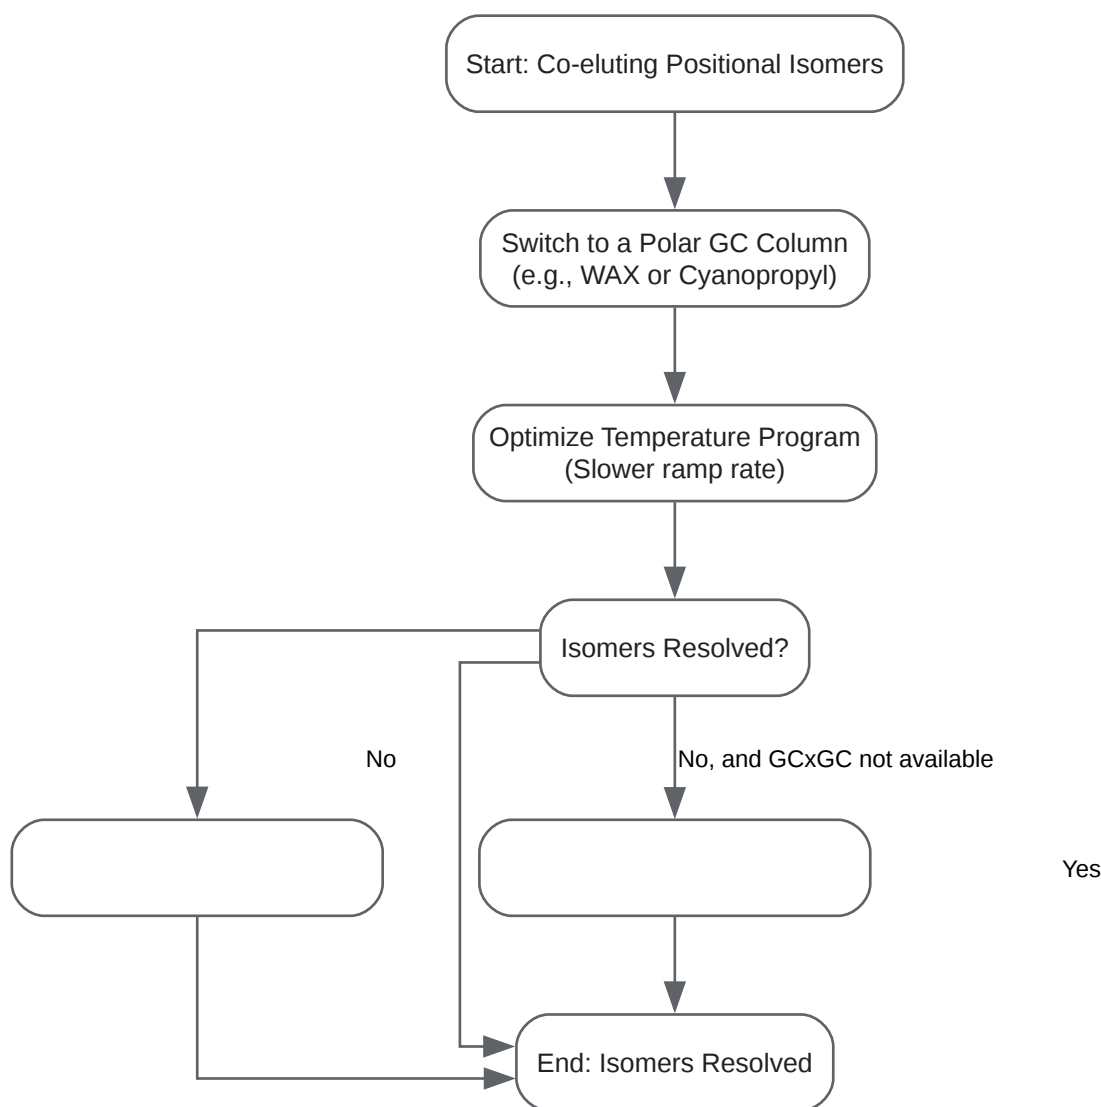 Start: Co-eluting Positional Isomers
Switch to a Polar GC Column
(e.g., WAX or Cyanopropyl)
Optimize Temperature Program
(Slower ramp rate)
Isomers Resolved?
No
No, and GCxGC not available
Yes
End: Isomers Resolved